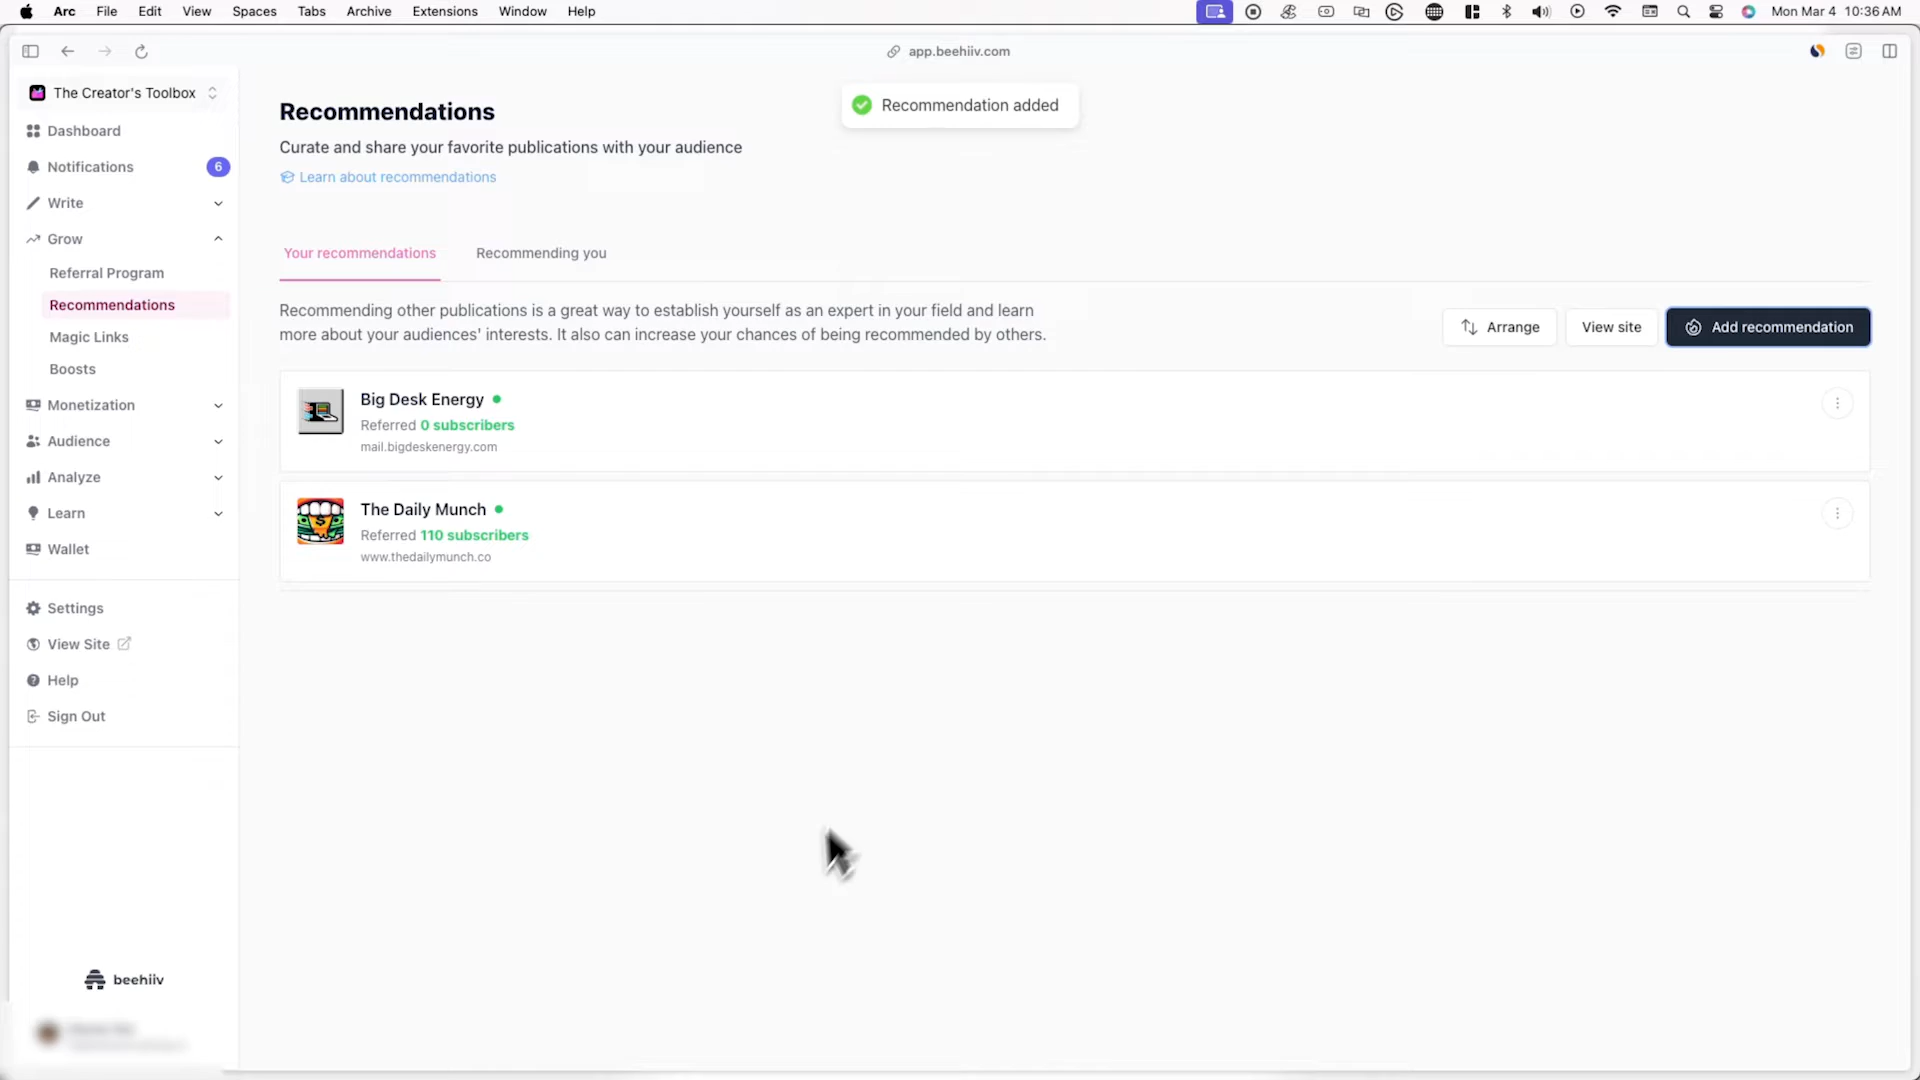 Arc File Edit View Spaces Tabs Archive Extensions Window Help Mon Mar 4 10:36 AM
app.beehiiv.com
The Creator's Toolbox
Dashboard
Notifications 6
Write
Grow
Referral Program
Recommendations
Magic Links
Boosts
Monetization
Audience
Analyze
Learn
Wallet
Settings
View Site
Help
Sign Out
beehiiv
Recommendation added
Recommendations
Curate and share your favorite publications with your audience
Learn about recommendations
Your recommendations Recommending you
Recommending other publications is a great way to establish yourself as an expert in your field and learn
more about your audiences' interests. It also can increase your chances of being recommended by others.
Arrange View site Add recommendation
Big Desk Energy
Referred 0 subscribers
mail.bigdeskenergy.com
The Daily Munch
Referred 110 subscribers
www.thedailymunch.co